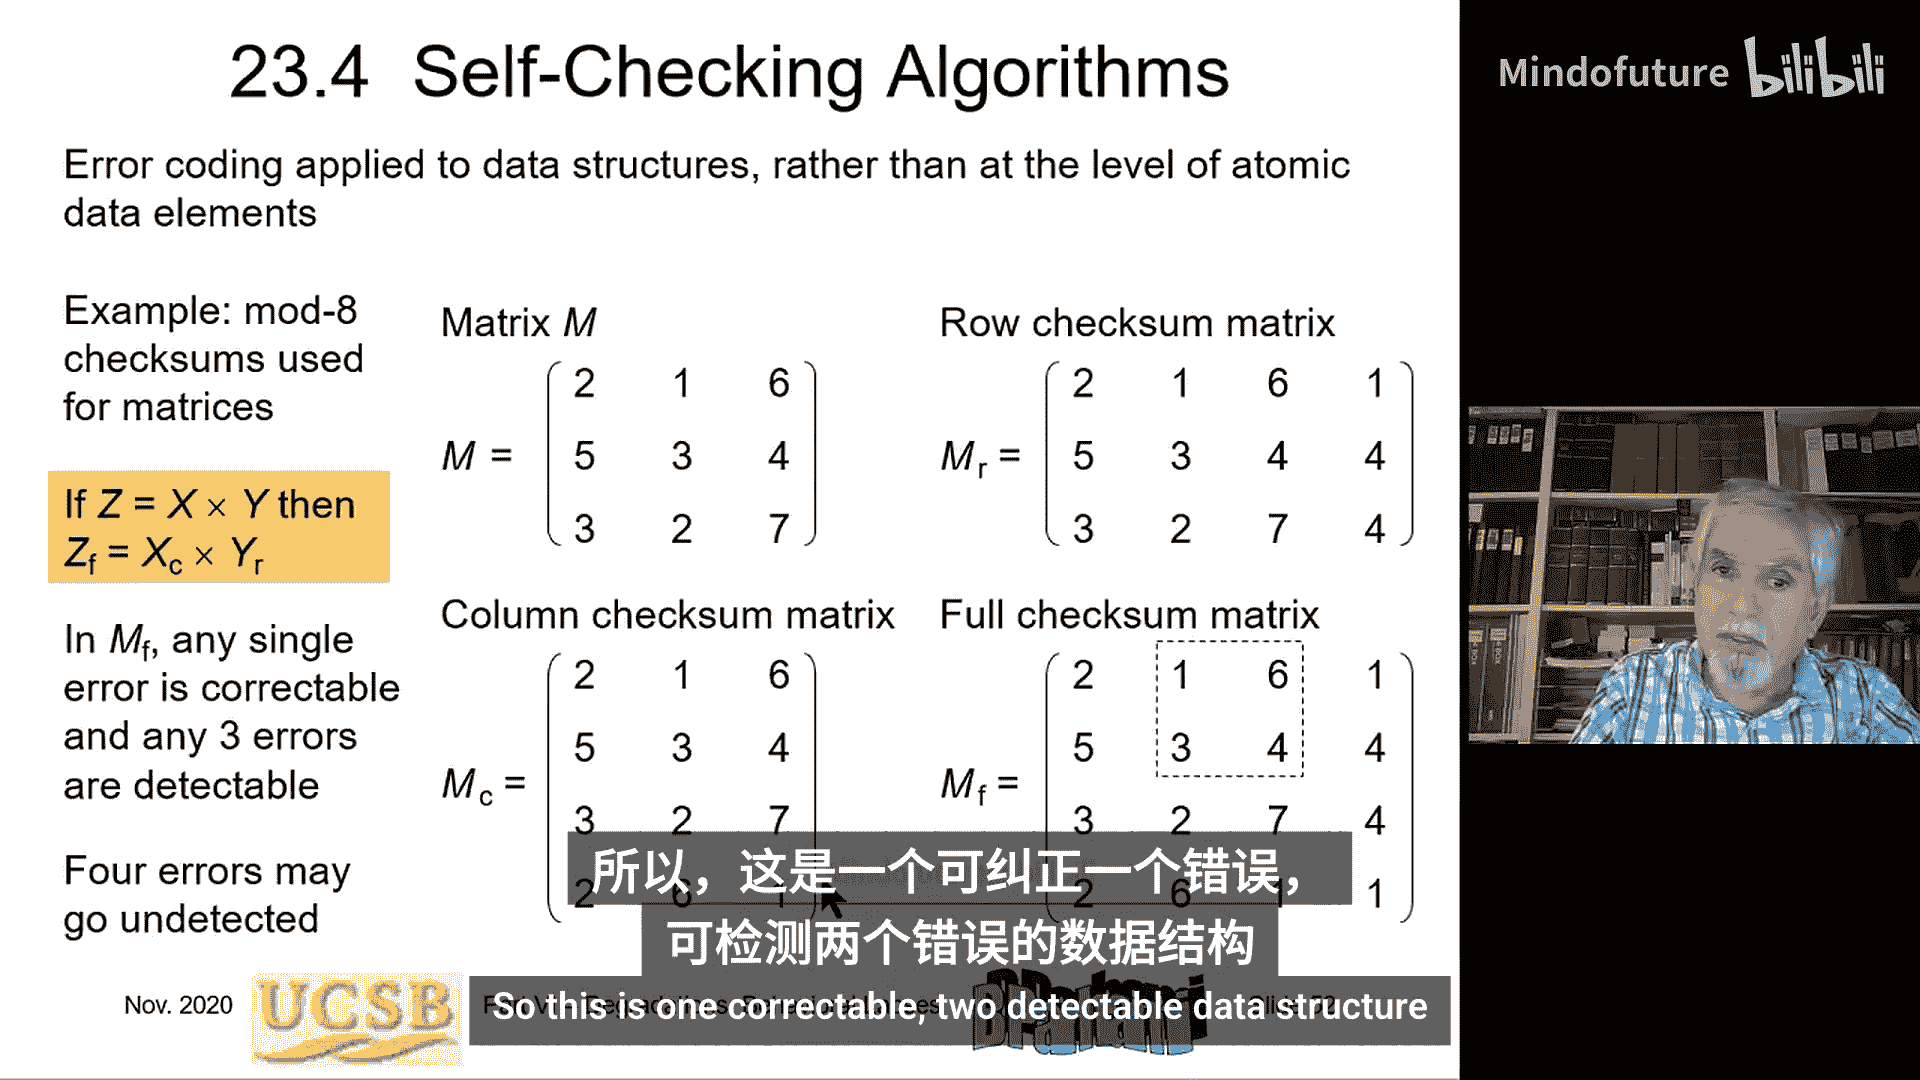 23.4 Self-Checking Algorithms
Mindofuture bilibili
Error coding applied to data structures, rather than at the level of atomic
data elements
Example: mod-8
checksums used
for matrices
If Z = X × Y then
Zf = Xc × Yr
In Mf, any single
error is correctable
and any 3 errors
are detectable
Four errors may
go undetected
Matrix M
2 1 6
M = 5 3 4
3 2 7
Row checksum matrix
2 1 6 1
Mr = 5 3 4 4
3 2 7 4
Column checksum matrix
2 1 6
5 3 4
Mc =
3 2 7
2 6 1
Full checksum matrix
2 1 6 1
5 3 4 4
Mf =
3 2 7 4
2 6 1 1
所以，这是一个可纠正一个错误，
可检测两个错误的数据结构
So this is one correctable, two detectable data structure
Nov. 2020
UCSB